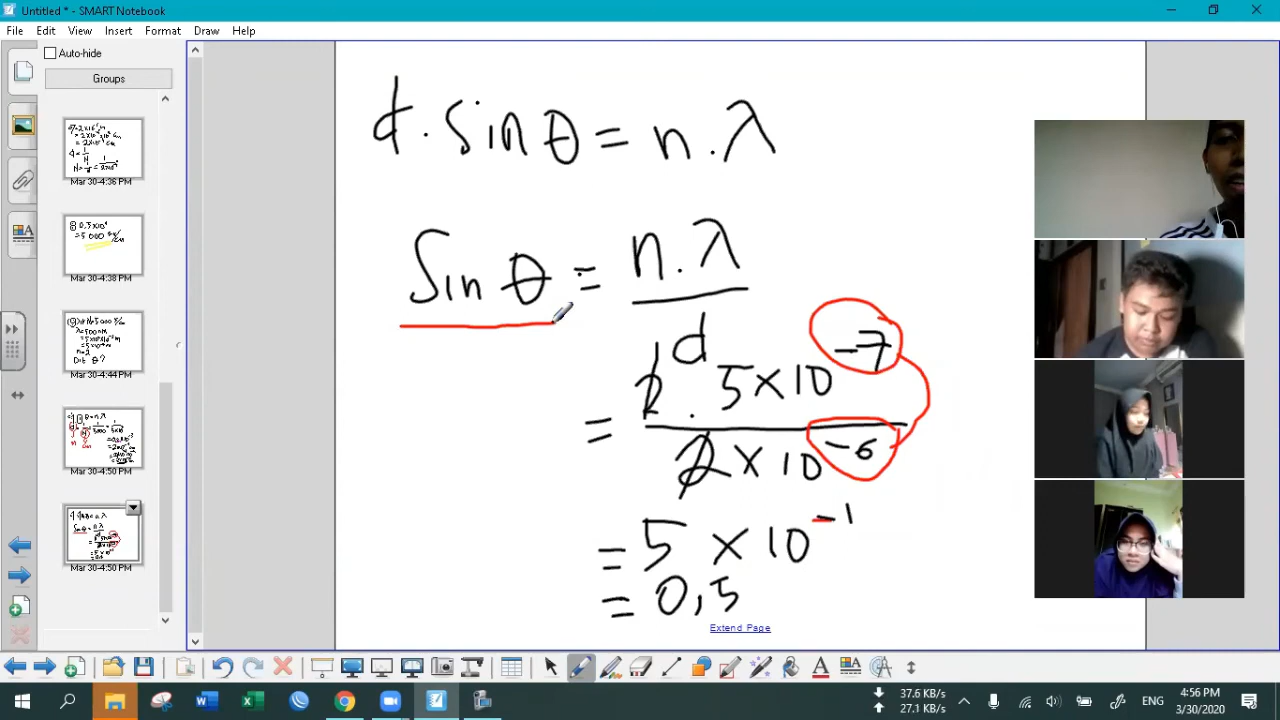 Untitled * - SMART Notebook
File Edit View Insert Format Draw Help
Auto-hide
Groups
Mar 30-4:36 PM
Mar 30-4:38 PM
Mar 30-4:44 PM
Mar 30-4:50 PM
Mar 30-4:50 PM
d . sin θ = n . λ
Sin θ = n . λ
d
= 2 . 5 × 10⁻⁷
2 × 10⁻⁶
1
= 5 × 10⁻¹
= 0,5
Extend Page
37.6 KB/s
27.1 KB/s
ENG
4:56 PM
3/30/2020